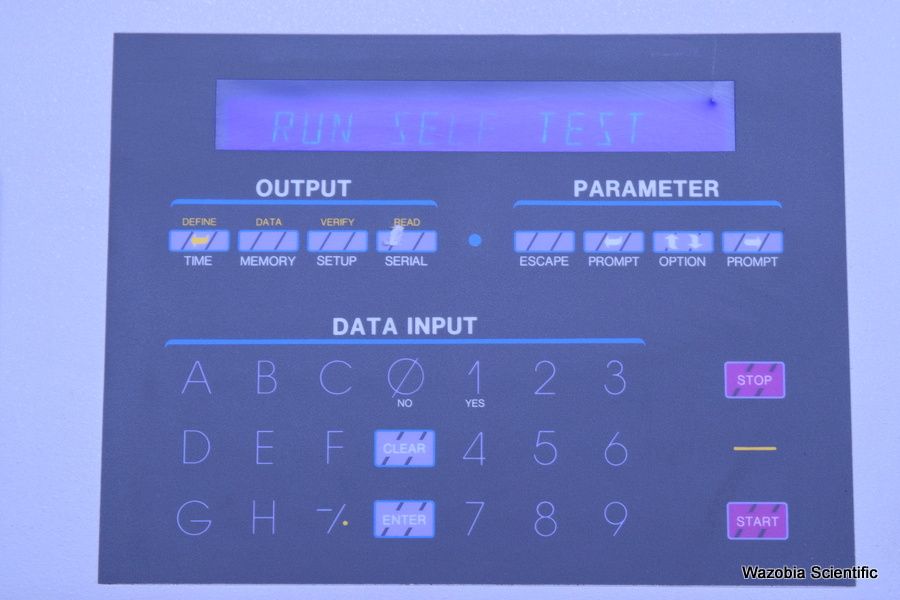 RUN SELF TEST
OUTPUT
PARAMETER
DEFINE DATA VERIFY READ
TIME MEMORY SETUP SERIAL
ESCAPE PROMPT OPTION PROMPT
DATA INPUT
A B C Ø 1 2 3
NO YES
STOP
D E F CLEAR 4 5 6
G H -/. ENTER 7 8 9
START
Wazobia Scientific